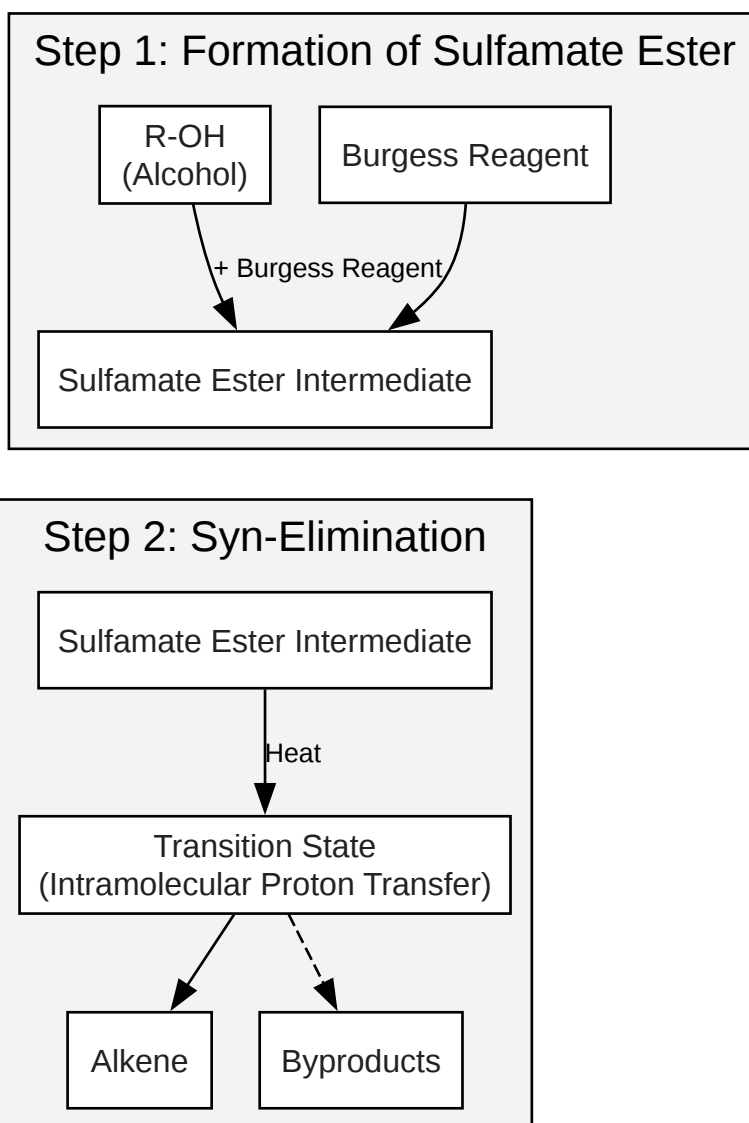 Step 1: Formation of Sulfamate Ester
R-OH
(Alcohol)
Burgess Reagent
+ Burgess Reagent
Sulfamate Ester Intermediate
Step 2: Syn-Elimination
Sulfamate Ester Intermediate
Heat
Transition State
(Intramolecular Proton Transfer)
Alkene
Byproducts